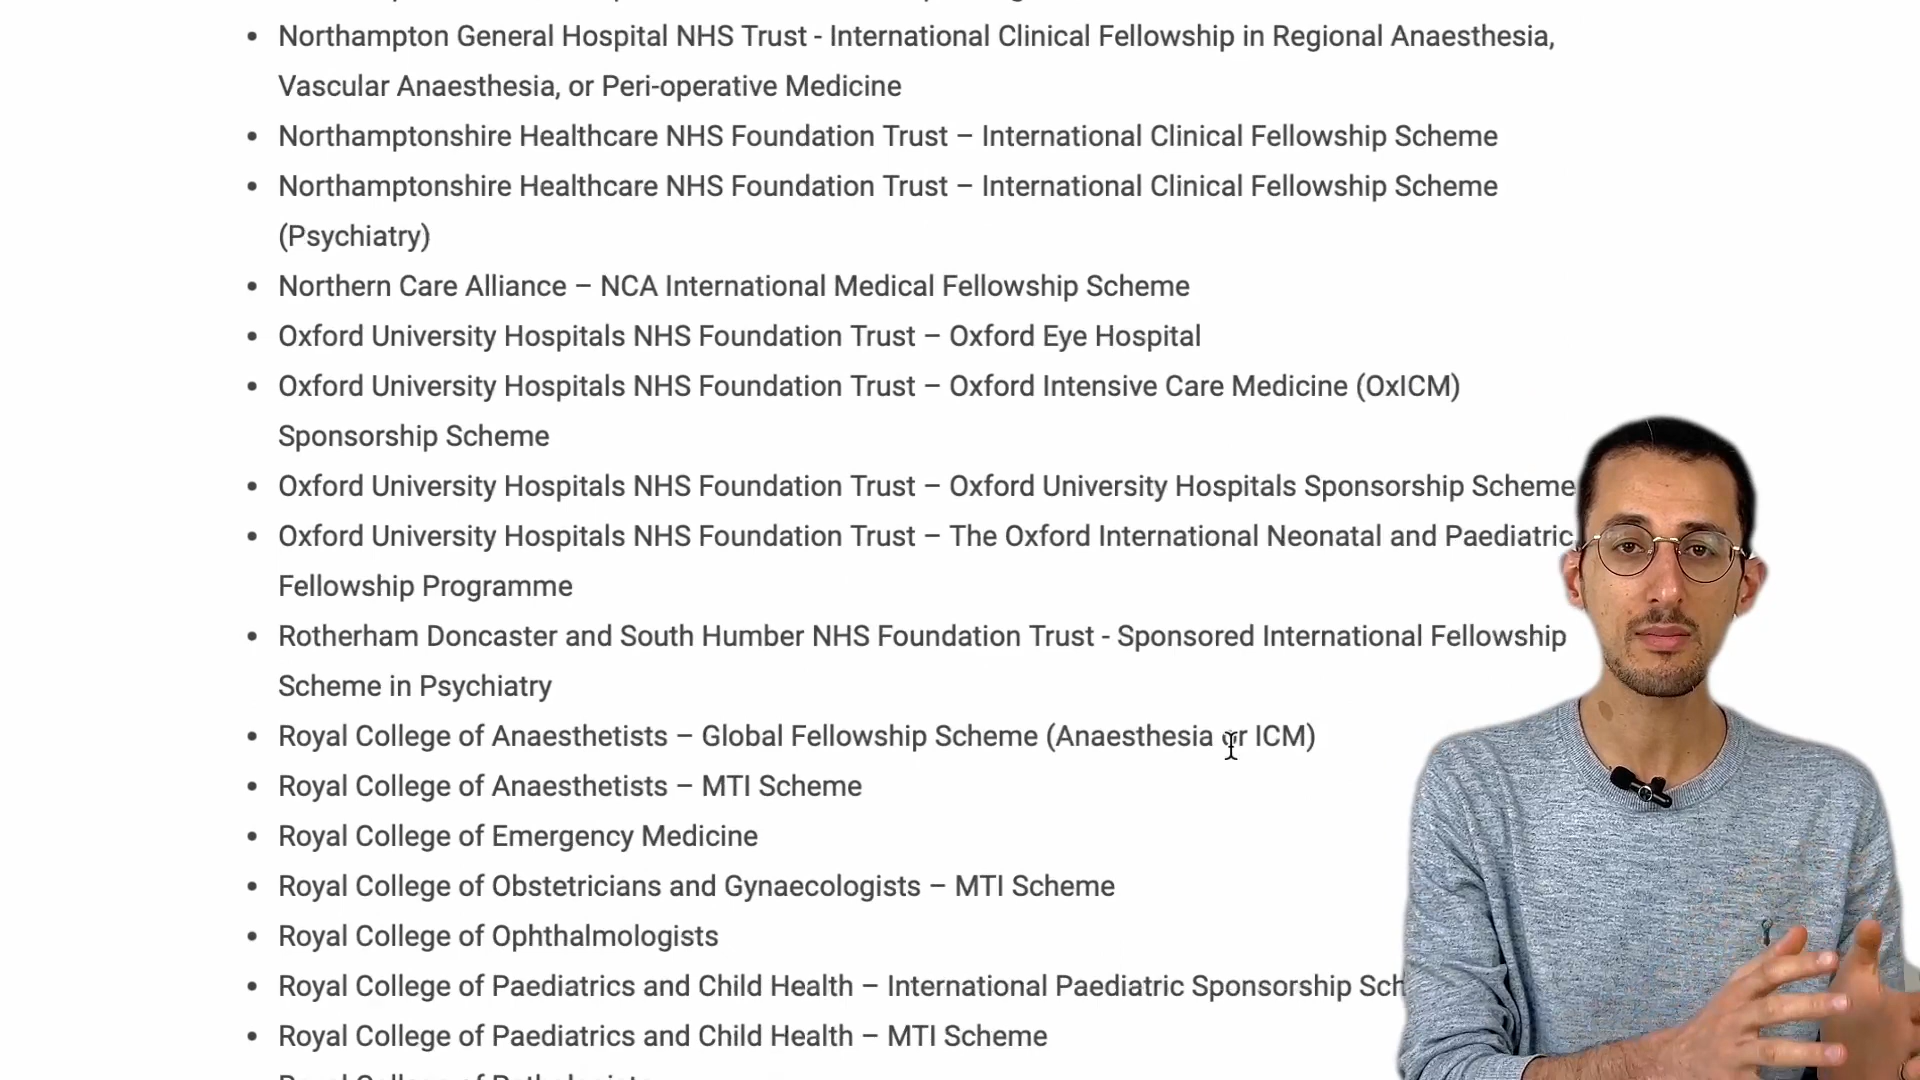 Northampton General Hospital NHS Trust - International Clinical Fellowship in Regional Anaesthesia,
Vascular Anaesthesia, or Peri-operative Medicine
Northamptonshire Healthcare NHS Foundation Trust – International Clinical Fellowship Scheme
Northamptonshire Healthcare NHS Foundation Trust – International Clinical Fellowship Scheme
(Psychiatry)
Northern Care Alliance – NCA International Medical Fellowship Scheme
Oxford University Hospitals NHS Foundation Trust – Oxford Eye Hospital
Oxford University Hospitals NHS Foundation Trust – Oxford Intensive Care Medicine (OxICM)
Sponsorship Scheme
Oxford University Hospitals NHS Foundation Trust – Oxford University Hospitals Sponsorship Scheme
Oxford University Hospitals NHS Foundation Trust – The Oxford International Neonatal and Paediatric
Fellowship Programme
Rotherham Doncaster and South Humber NHS Foundation Trust - Sponsored International Fellowship
Scheme in Psychiatry
Royal College of Anaesthetists – Global Fellowship Scheme (Anaesthesia or ICM)
Royal College of Anaesthetists – MTI Scheme
Royal College of Emergency Medicine
Royal College of Obstetricians and Gynaecologists – MTI Scheme
Royal College of Ophthalmologists
Royal College of Paediatrics and Child Health – International Paediatric Sponsorship Sch
Royal College of Paediatrics and Child Health – MTI Scheme